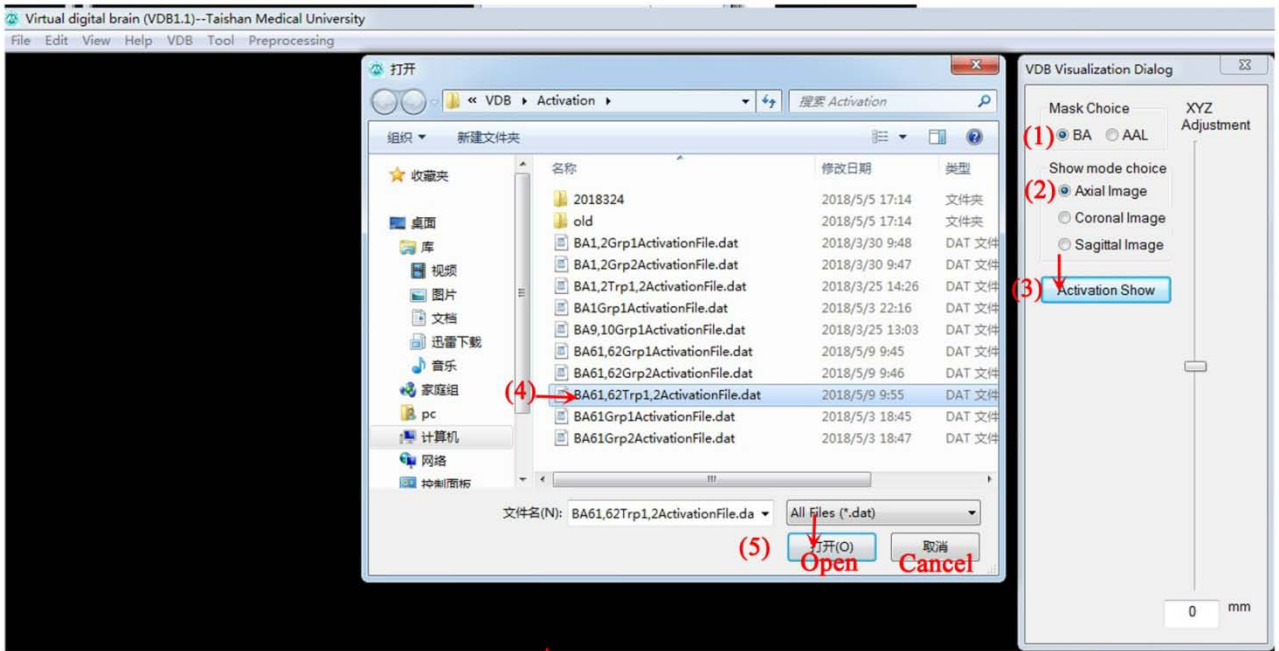 Virtual digital brain (VDB1.1)--Taishan Medical University
File Edit View Help VDB Tool Preprocessing
打开
« VDB Activation
搜索 Activation
组织 新建文件夹
名称 修改日期 类型
收藏夹
桌面
库
视频
图片
文档
迅雷下载
音乐
家庭组
pc
计算机
网络
控制面板
2018324 2018/5/5 17:14 文件夹
old 2018/5/5 17:14 文件夹
BA1,2Grp1ActivationFile.dat 2018/3/30 9:48 DAT 文件
BA1,2Grp2ActivationFile.dat 2018/3/30 9:47 DAT 文件
BA1,2Trp1,2ActivationFile.dat 2018/3/25 14:26 DAT 文件
BA1Grp1ActivationFile.dat 2018/5/3 22:16 DAT 文件
BA9,10Grp1ActivationFile.dat 2018/3/25 13:03 DAT 文件
BA61,62Grp1ActivationFile.dat 2018/5/9 9:45 DAT 文件
BA61,62Grp2ActivationFile.dat 2018/5/9 9:46 DAT 文件
(4) BA61,62Trp1,2ActivationFile.dat 2018/5/9 9:55 DAT 文件
BA61Grp1ActivationFile.dat 2018/5/3 18:45 DAT 文件
BA61Grp2ActivationFile.dat 2018/5/3 18:47 DAT 文件
文件名(N): BA61,62Trp1,2ActivationFile.da All Files (*.dat)
(5) 打开(O) 取消
Open Cancel
VDB Visualization Dialog
Mask Choice
(1) BA AAL
XYZ
Adjustment
Show mode choice
(2) Axial Image
Coronal Image
Sagittal Image
(3) Activation Show
0 mm